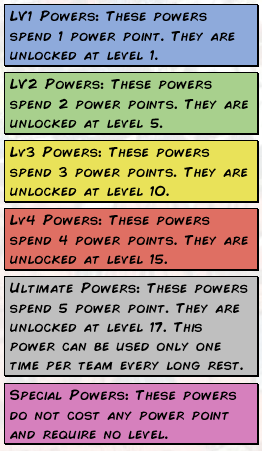 Lv1 Powers: These powers
spend 1 power point. They are
unlocked at level 1.
Lv2 Powers: These powers
spend 2 power points. They are
unlocked at level 5.
Lv3 Powers: These powers
spend 3 power points. They are
unlocked at level 10.
Lv4 Powers: These powers
spend 4 power points. They are
unlocked at level 15.
Ultimate Powers: These powers
spend 5 power point. They are
unlocked at level 17. This
power can be used only one
time per team every long rest.
Special Powers: These powers
do not cost any power point
and require no level.